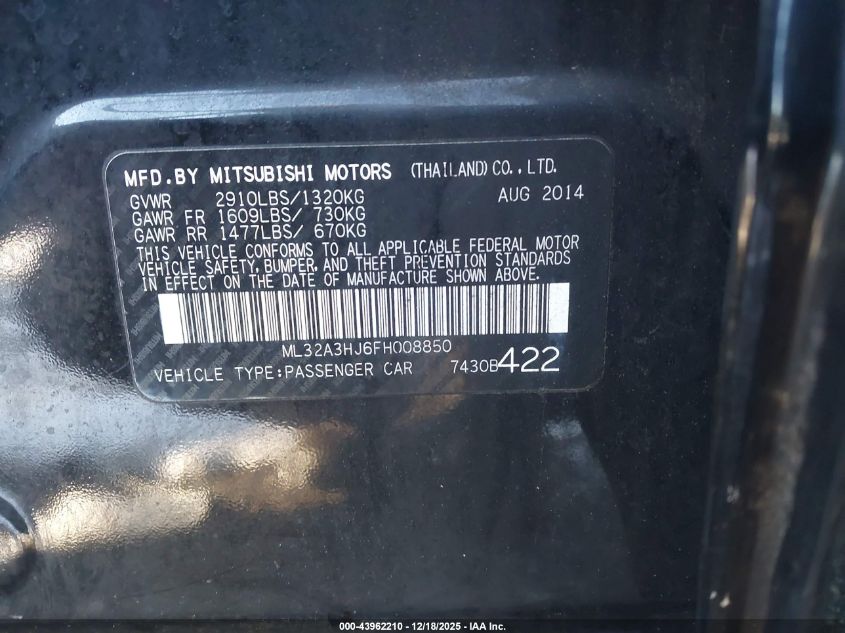 MFD.BY MITSUBISHI MOTORS (THAILAND)CO.,LTD.
GVWR 2910LBS/1320KG AUG 2014
GAWR FR 1609LBS/ 730KG
GAWR RR 1477LBS/ 670KG
THIS VEHICLE CONFORMS TO ALL APPLICABLE FEDERAL MOTOR
VEHICLE SAFETY, BUMPER, AND THEFT PREVENTION STANDARDS
IN EFFECT ON THE DATE OF MANUFACTURE SHOWN ABOVE.
ML32A3HJ6FH008850
VEHICLE TYPE:PASSENGER CAR 7430B422
000-43962210 - 12/18/2025 - IAA Inc.